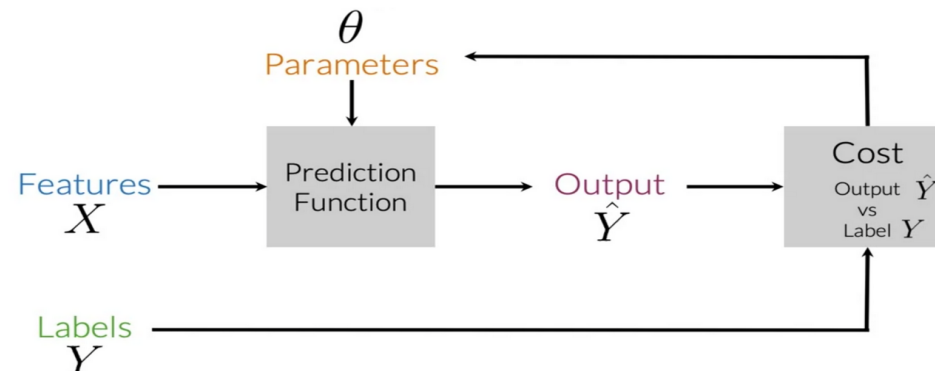 θ
Parameters
Features
X
Prediction
Function
Output
Ŷ
Cost
Output Ŷ
vs
Label Y
Labels
Y